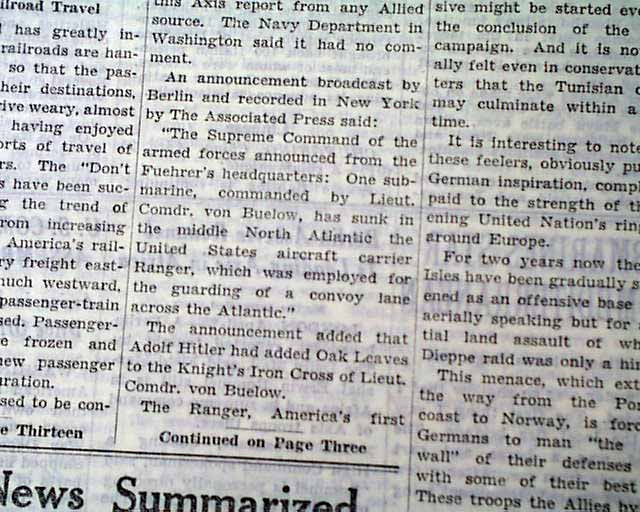 ilroad Travel
has greatly in-
railroads are han-
so that the pas-
heir destinations,
ive weary, almost
having enjoyed
orts of travel of
rs. The "Don't
s have been suc-
g the trend of
rom increasing
America's rail-
ry freight east-
much westward,
passenger-train
sed. Passenger-
e frozen and
new passenger
uration.
sed to be con-
e Thirteen
this Axis report from any Allied
source. The Navy Department in
Washington said it had no com-
ment.
An announcement broadcast by
Berlin and recorded in New York
by The Associated Press said:
"The Supreme Command of the
armed forces announced from the
Fuehrer's headquarters: One sub-
marine, commanded by Lieut.
Comdr. von Buelow, has sunk in
the middle North Atlantic the
United States aircraft carrier
Ranger, which was employed for
the guarding of a convoy lane
across the Atlantic."
The announcement added that
Adolf Hitler had added Oak Leaves
to the Knight's Iron Cross of Lieut.
Comdr. von Buelow.
The Ranger, America's first
Continued on Page Three
News Summarized
sive might be started eve
the conclusion of the
campaign. And it is no
ally felt even in conservat
ters that the Tunisian c
may culminate within a
time.
It is interesting to note
these feelers, obviously pu
German inspiration, comp
paid to the strength of th
ening United Nation's ring
around Europe.
For two years now the
Isles have been gradually s
ened as an offensive base
aerially speaking but for
tial land assault of wh
Dieppe raid was only a hin
This menace, which ext
the way from the Por
coast to Norway, is forc
Germans to man "the
wall" of their defenses
with some of their best
These troops the Allies by